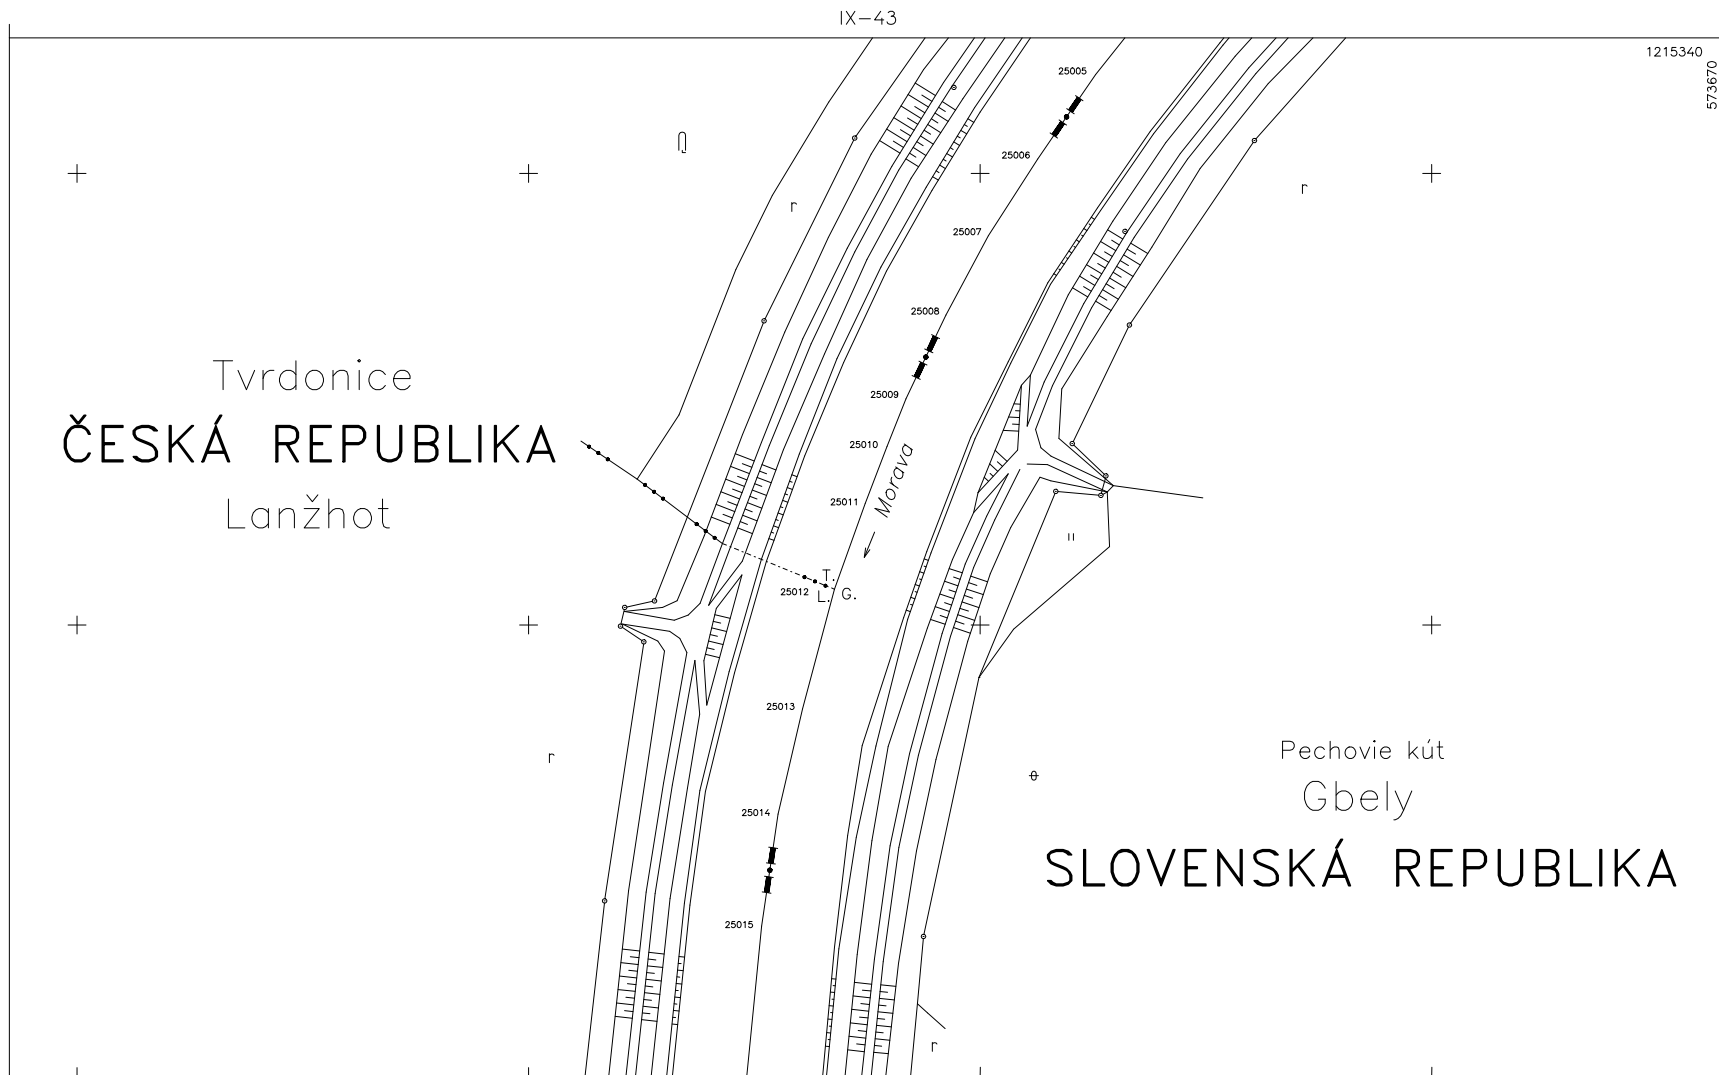 IX-43
1215340
573670
25005
25006
r
r
25007
25008
Tvrdonice
ČESKÁ REPUBLIKA
Lanžhot
25009
25010
25011
Morava
25012
T.
L. G.
25013
r
Pechovie kút
Gbely
SLOVENSKÁ REPUBLIKA
25014
25015
r